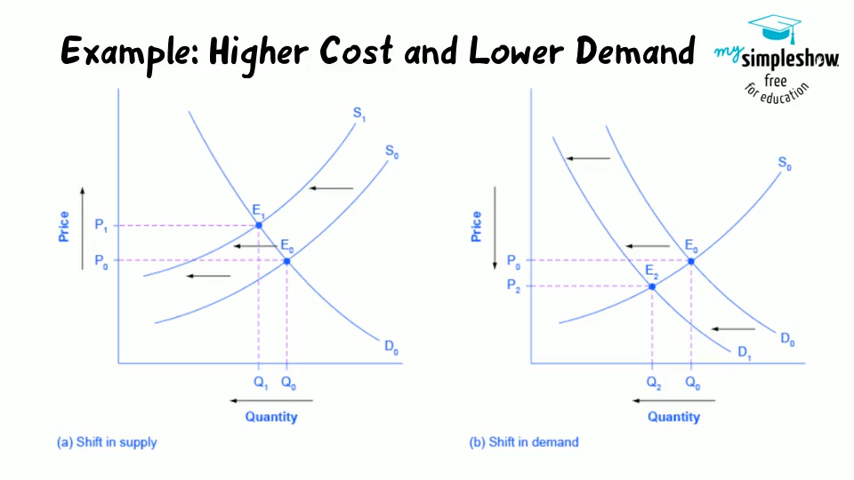 Example: Higher Cost and Lower Demand
my
simpleshow
free
for education
S₁
S₀
E₁
E₀
P₁
P₀
Price
D₀
Q₁ Q₀
Quantity
(a) Shift in supply
S₀
E₀
E₂
P₀
P₂
Price
D₀
D₁
Q₂ Q₀
Quantity
(b) Shift in demand